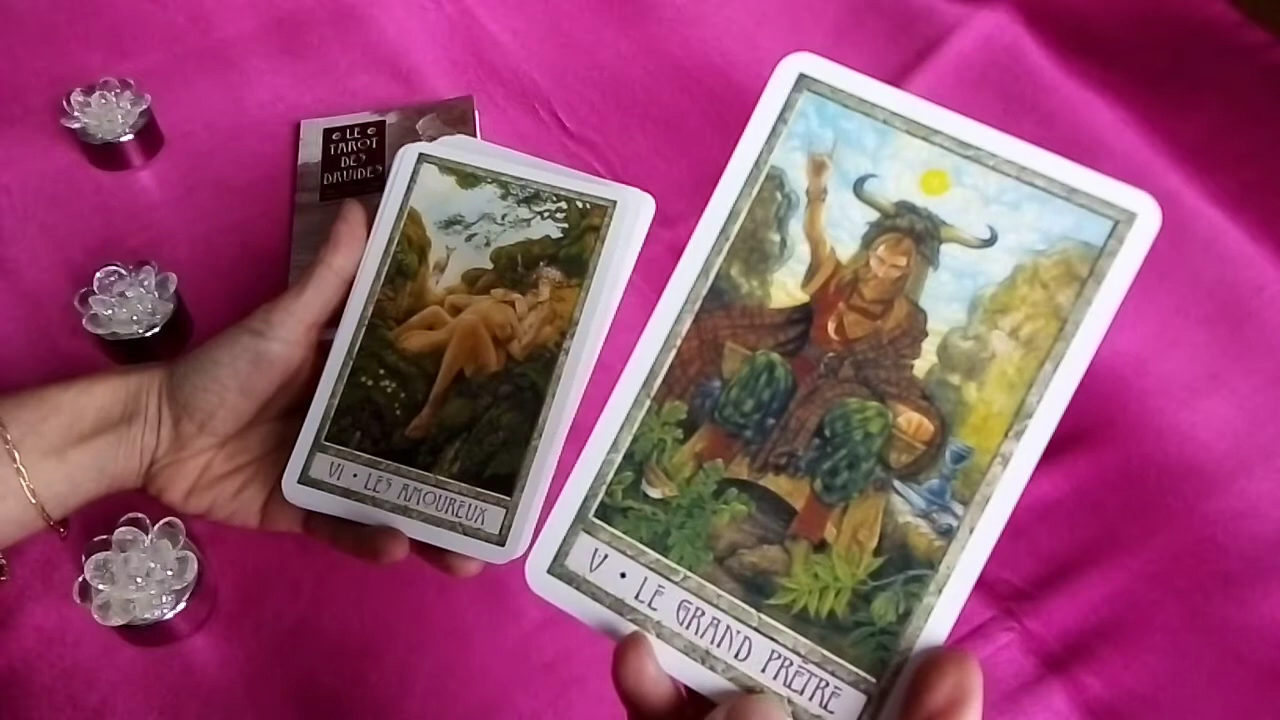 LE
TAROT
DES
DRUIDES
VI • LES AMOUREUX
V • LE GRAND PRÊTRE